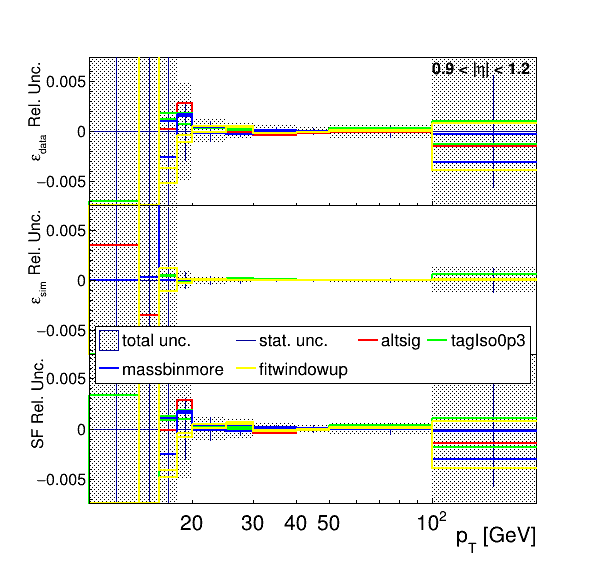 0.9 < |η| < 1.2
0.005
0
−0.005
ε_data Rel. Unc.
0.005
0
−0.005
ε_sim Rel. Unc.
total unc. stat. unc. altsig tagIso0p3
massbinmore fitwindowup
0.005
0
−0.005
SF Rel. Unc.
20 30 40 50 10²
p_T [GeV]